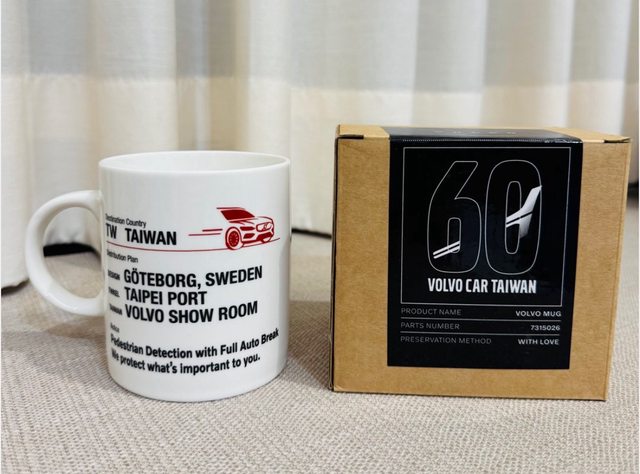 Destination Country
TW TAIWAN
Distribution Plan
DESIGN GÖTEBORG, SWEDEN
TAIPEI PORT
VOLVO SHOW ROOM
Pedestrian Detection with Full Auto Break
We protect what's important to you.
60
VOLVO CAR TAIWAN
PRODUCT NAME VOLVO MUG
PARTS NUMBER 7315026
PRESERVATION METHOD WITH LOVE